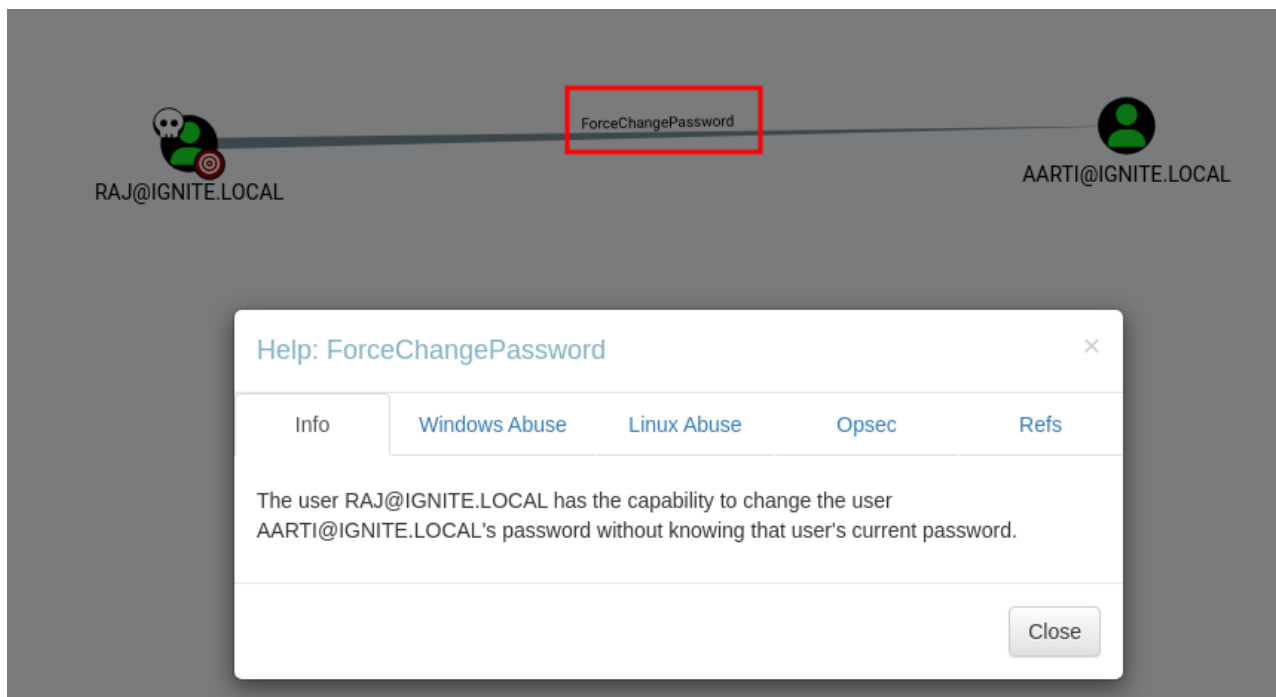 ForceChangePassword
RAJ@IGNITE.LOCAL
AARTI@IGNITE.LOCAL
Help: ForceChangePassword
×
Info
Windows Abuse
Linux Abuse
Opsec
Refs
The user RAJ@IGNITE.LOCAL has the capability to change the user
AARTI@IGNITE.LOCAL's password without knowing that user's current password.
Close